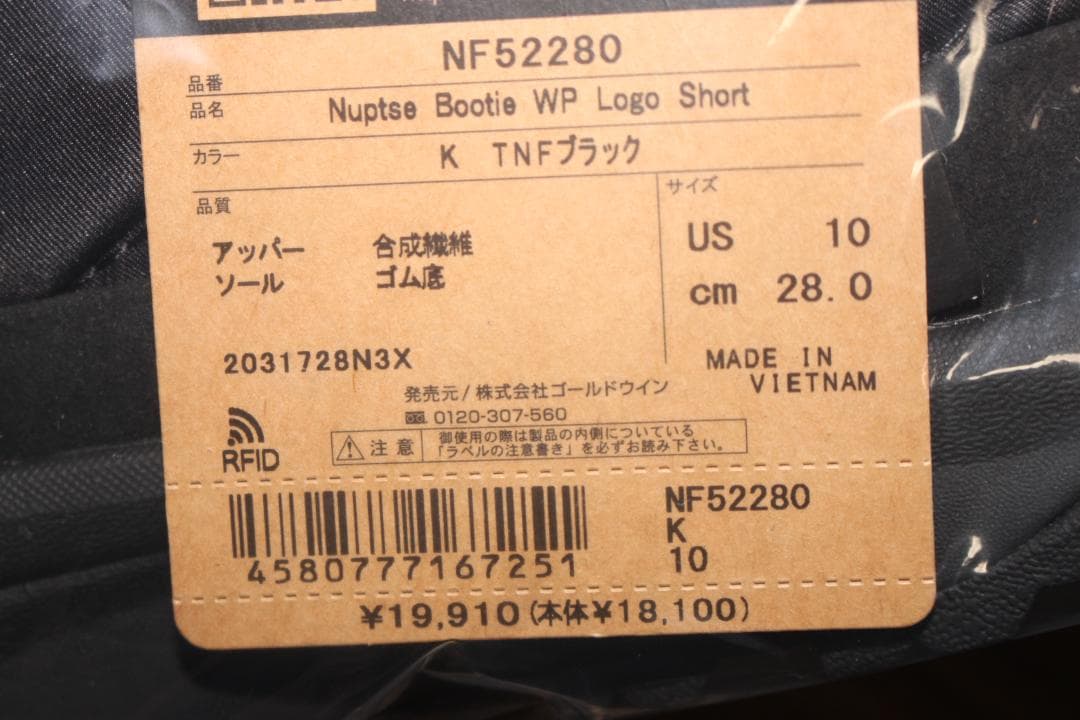 NF52280
品番
品名 Nuptse Bootie WP Logo Short
カラー K TNFブラック
品質
サイズ
アッパー 合成繊維
ソール ゴム底
US 10
cm 28.0
2031728N3X
MADE IN
VIETNAM
発売元/株式会社ゴールドウイン
0120-307-560
RFID
注意 御使用の際は製品の内側についている
「ラベルの注意書き」を必ずお読み下さい。
4580777167251
NF52280
K
10
¥19,910(本体¥18,100)